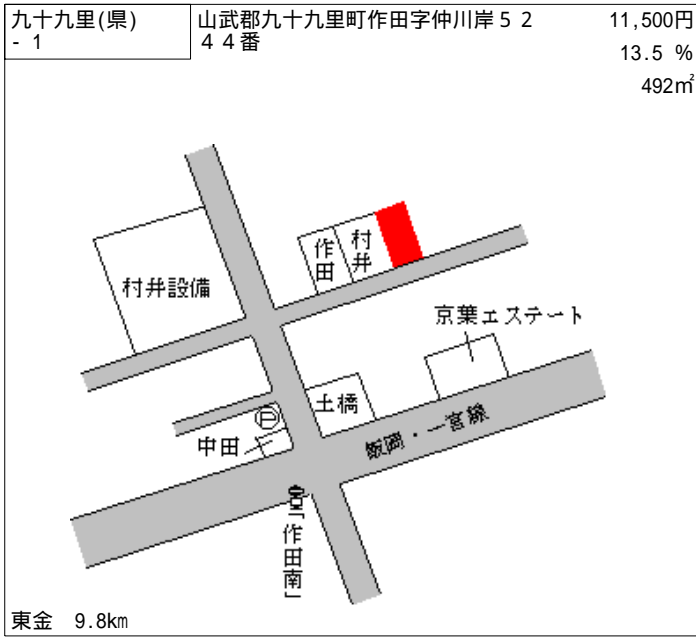 九十九里(県)
- 1
山武郡九十九里町作田字仲川岸５２
４４番
11,500円
13.5 %
492㎡
作田
村井
村井設備
京葉エステート
土橋
P
中田
飯岡・一宮線
「作田南」
東金 9.8km